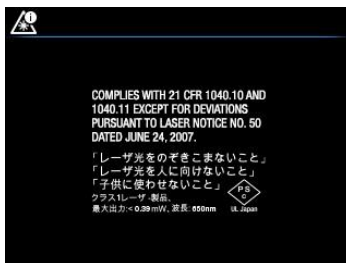 COMPLIES WITH 21 CFR 1040.10 AND
1040.11 EXCEPT FOR DEVIATIONS
PURSUANT TO LASER NOTICE NO. 50
DATED JUNE 24, 2007.
「レーザ光をのぞきこまないこと」
「レーザ光を人に向けないこと」
「子供に使わせないこと」
クラス1レーザ-製品、
最大出力:< 0.39 mW、波長: 650nm
PS
C
UL Japan